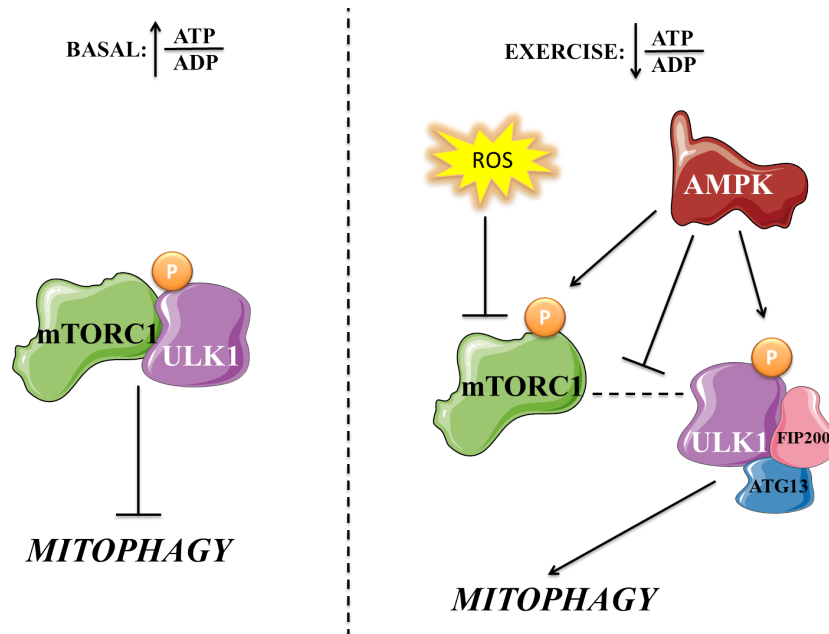 BASAL: ATP
ADP
P
mTORC1
ULK1
MITOPHAGY
EXERCISE: ATP
ADP
ROS
AMPK
P
mTORC1
P
ULK1
FIP200
ATG13
MITOPHAGY